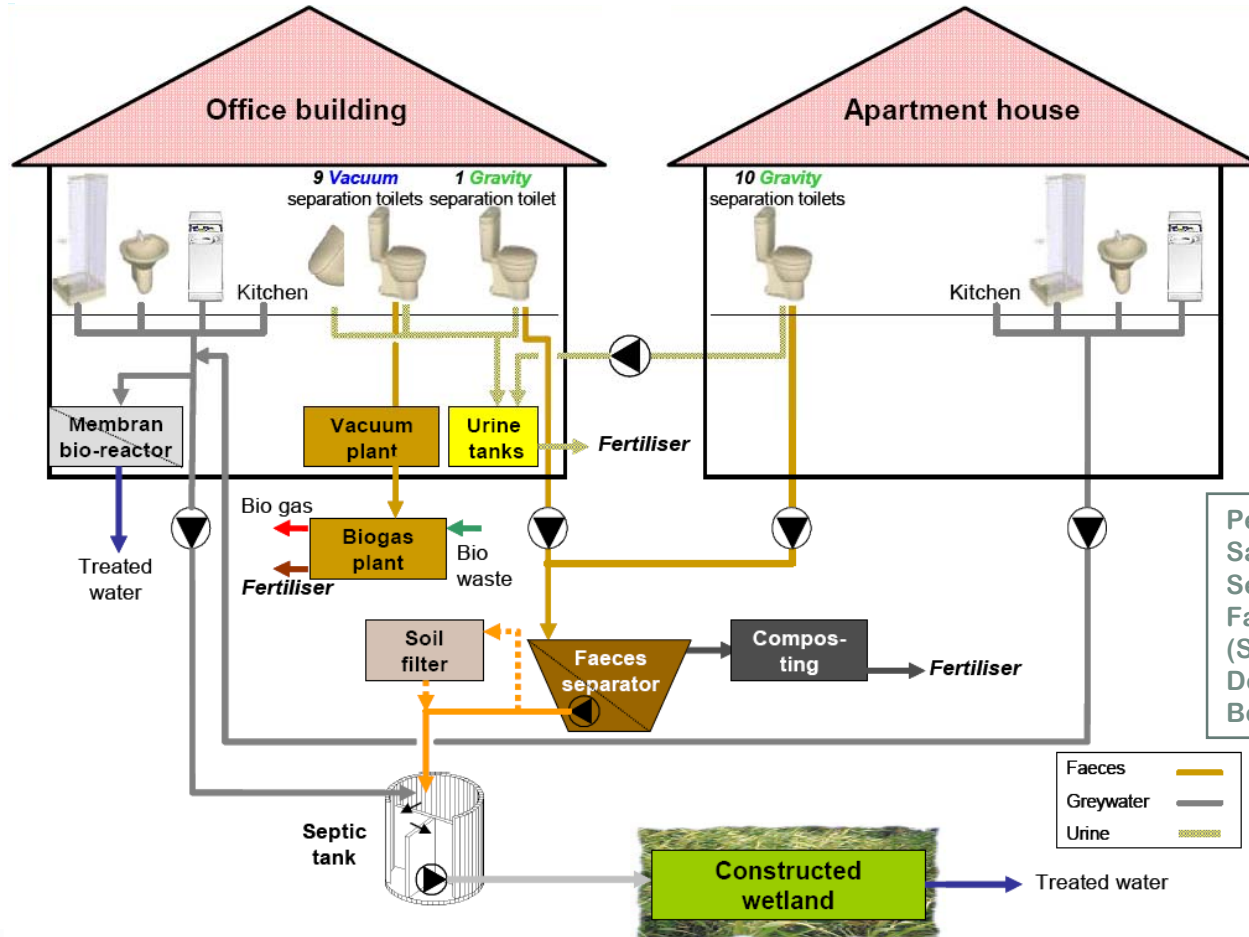 Office building
Apartment house
9 Vacuum
separation toilets
1 Gravity
separation toilet
10 Gravity
separation toilets
Kitchen
Kitchen
Membran
bio-reactor
Vacuum
plant
Urine
tanks
Fertiliser
Bio gas
Fertiliser
Biogas
plant
Bio
waste
Treated
water
Soil
filter
Faeces
separator
Compos-
ting
Fertiliser
Faeces
Greywater
Urine
Septic
tank
Constructed
wetland
Treated water